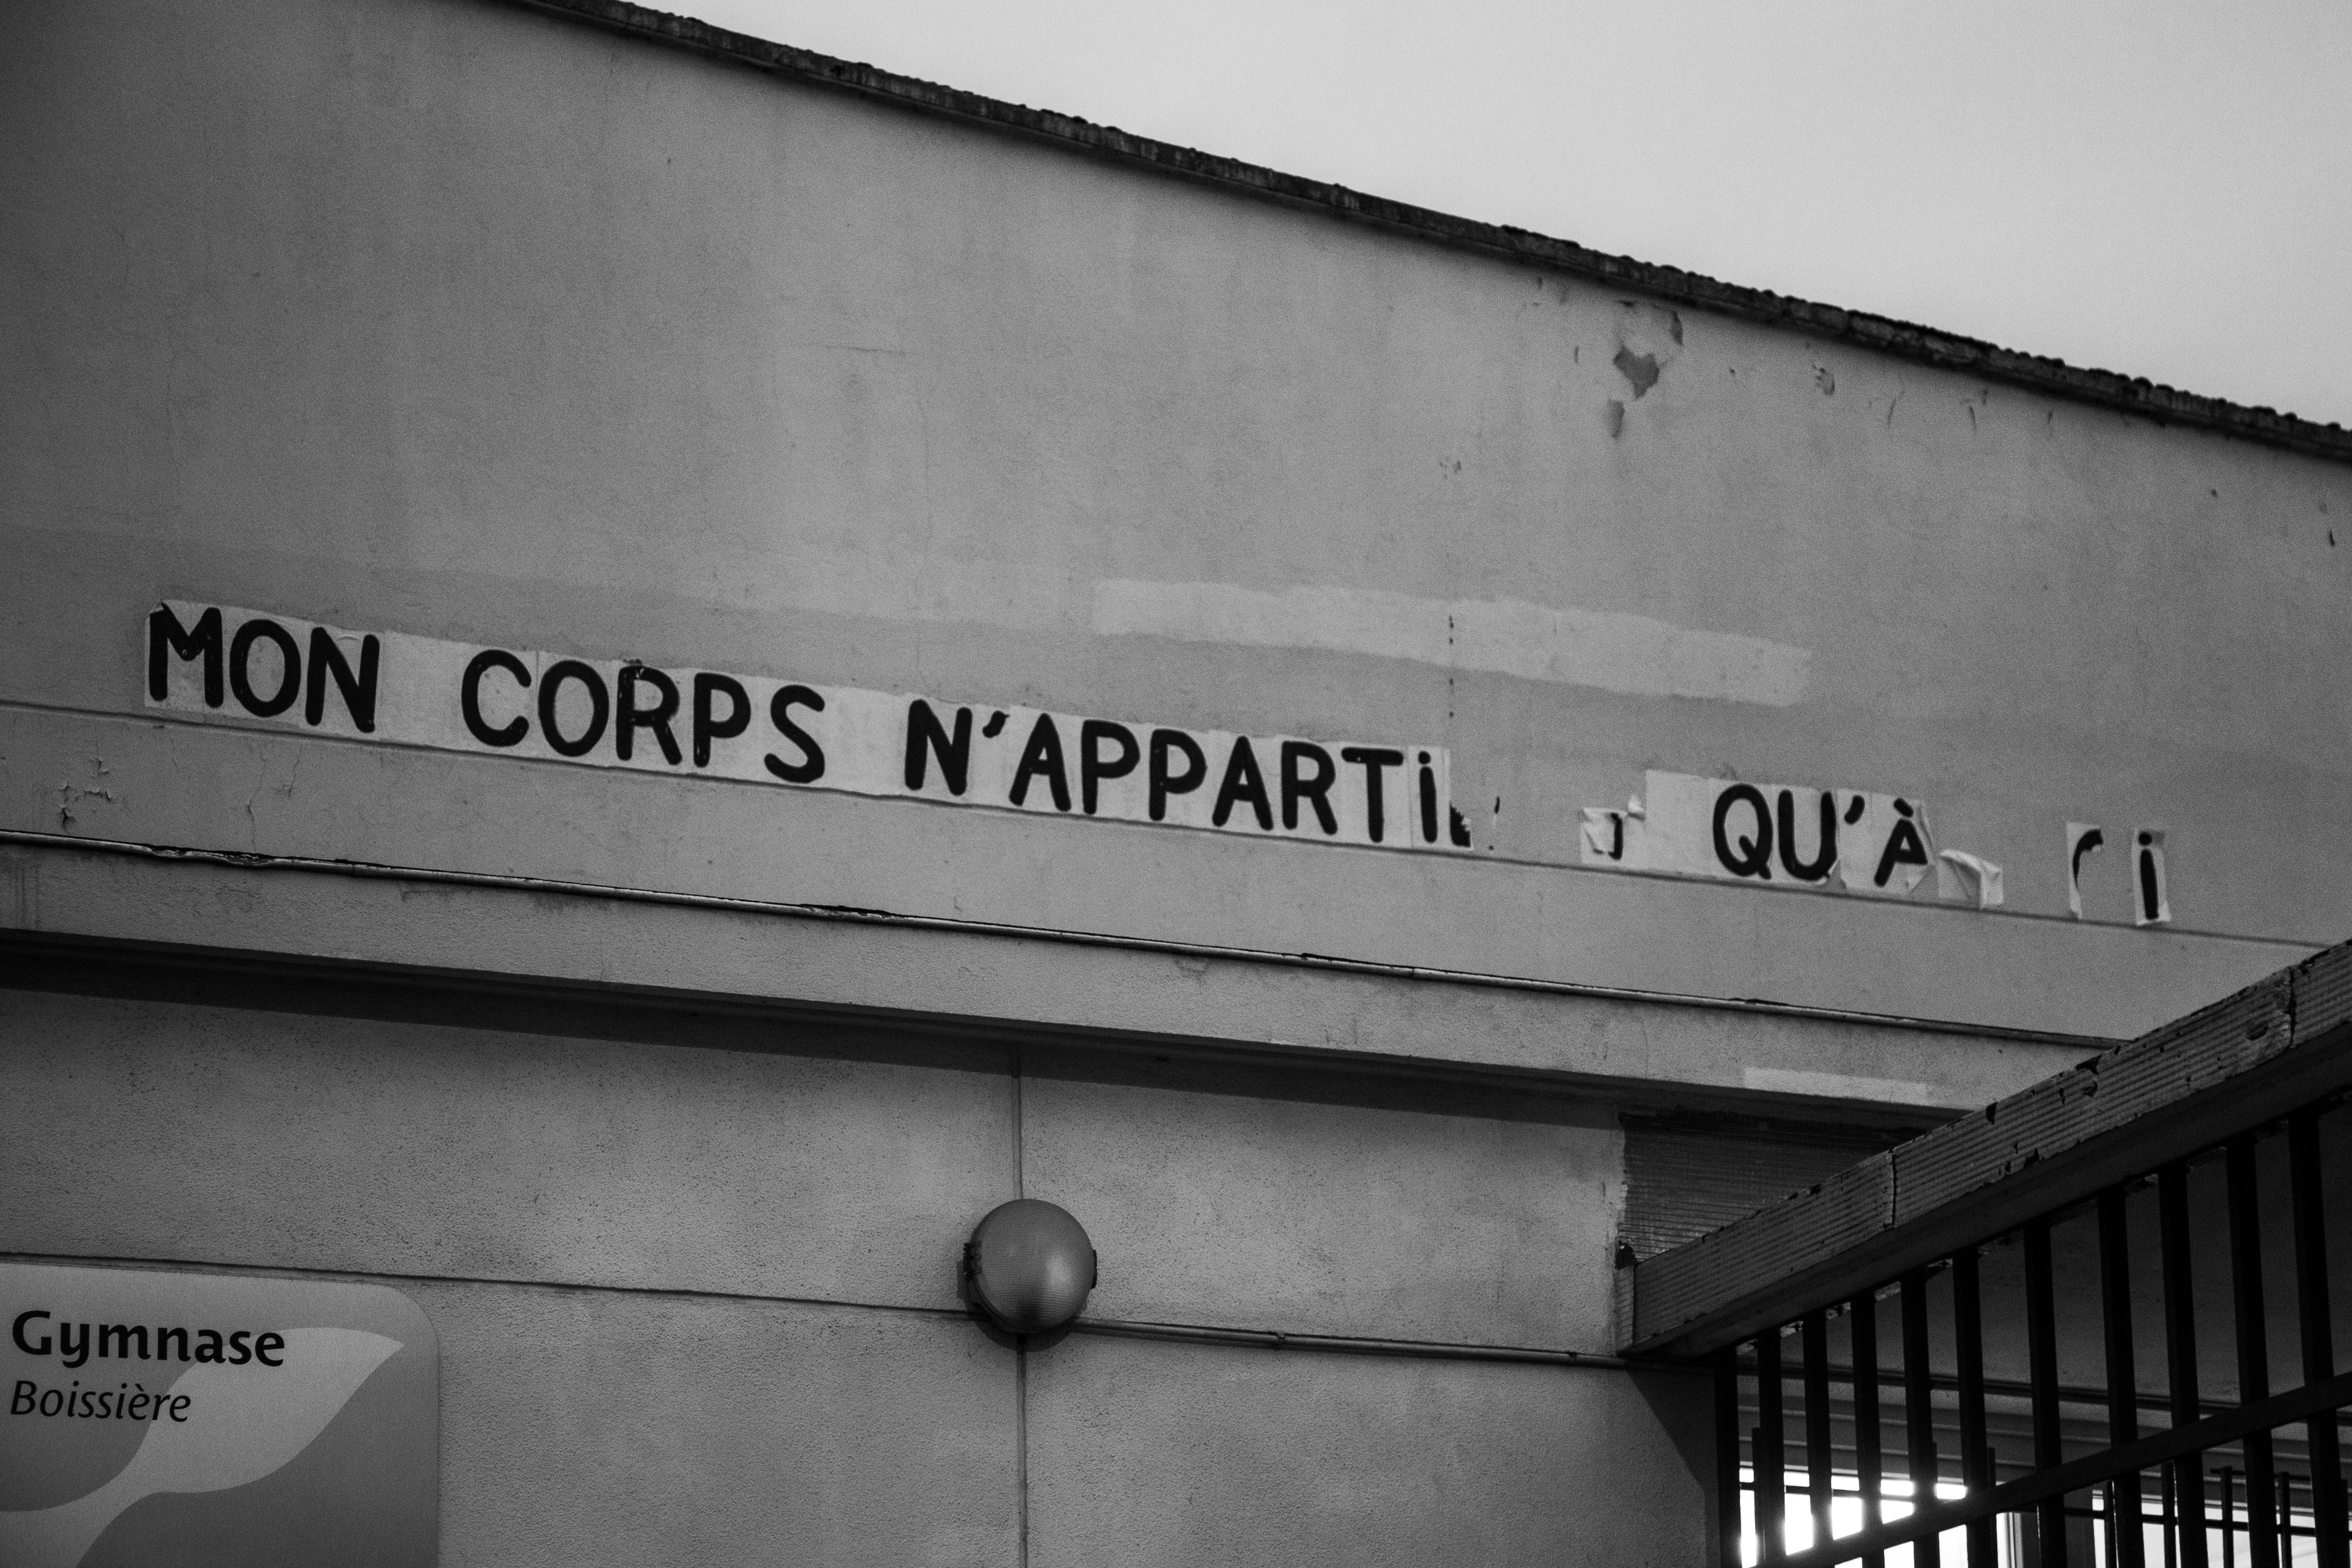 MON CORPS N'APPARTI QU'À
Gymnase
Boissière